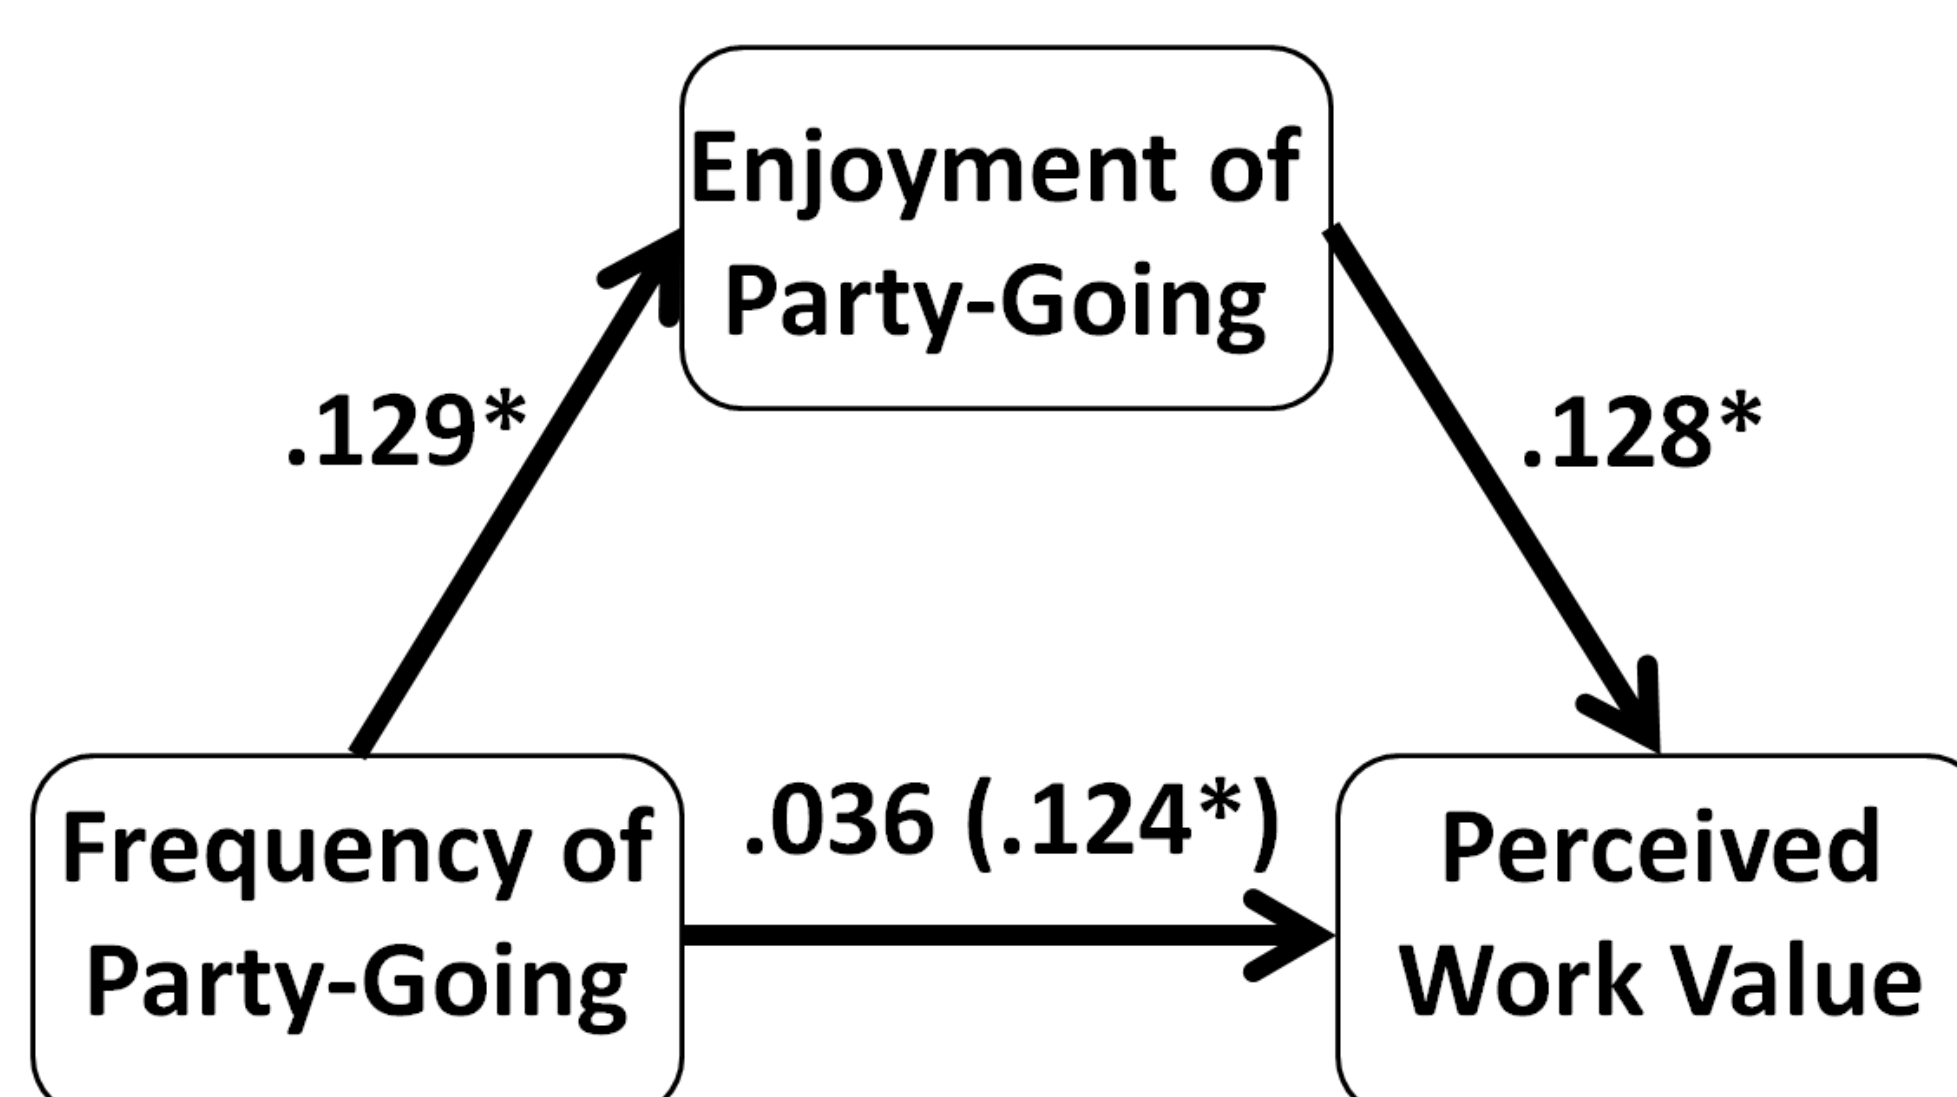 Enjoyment of
Party-Going
.129*
.128*
.036 (.124*)
Frequency of
Party-Going
Perceived
Work Value